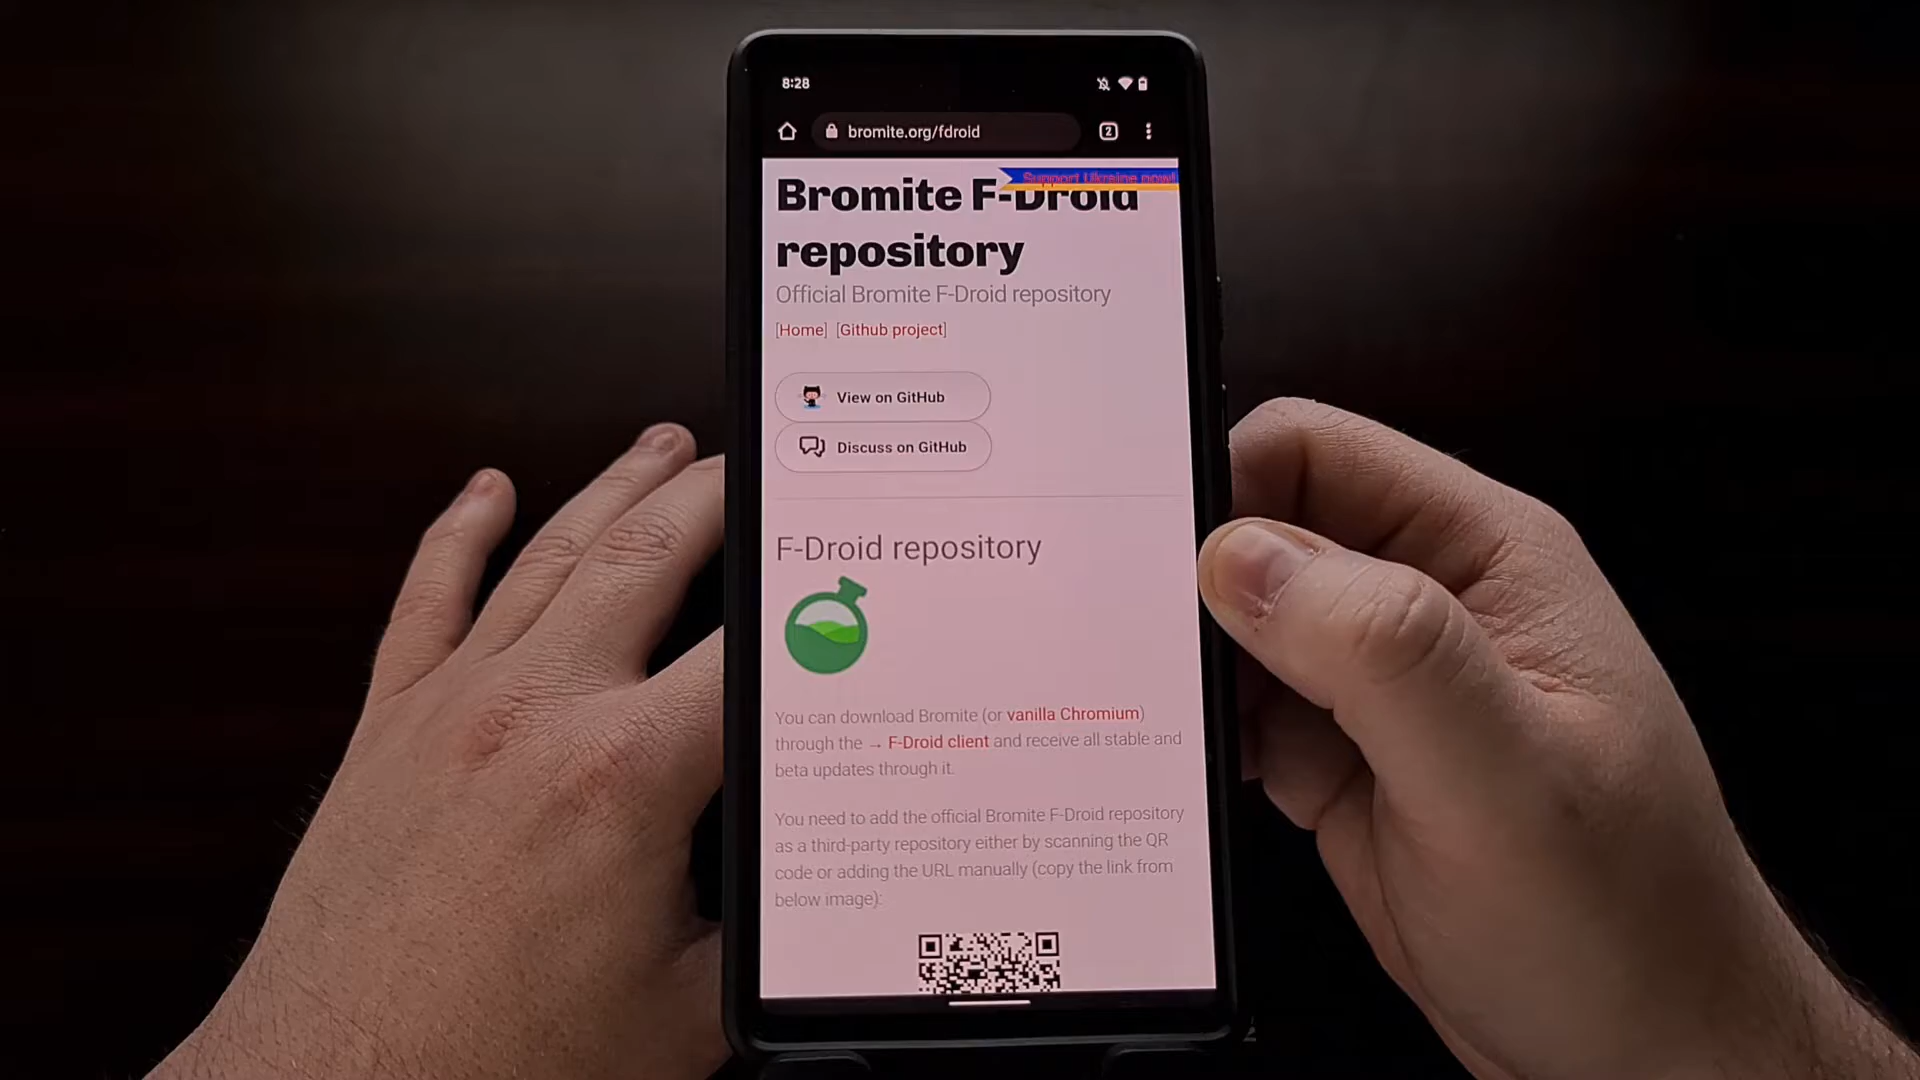 8:28
bromite.org/fdroid
2
Support Ukraine now!
Bromite F-Droid
repository
Official Bromite F-Droid repository
[Home] [Github project]
View on GitHub
Discuss on GitHub
F-Droid repository
You can download Bromite (or vanilla Chromium)
through the → F-Droid client and receive all stable and
beta updates through it.
You need to add the official Bromite F-Droid repository
as a third-party repository either by scanning the QR
code or adding the URL manually (copy the link from
below image):